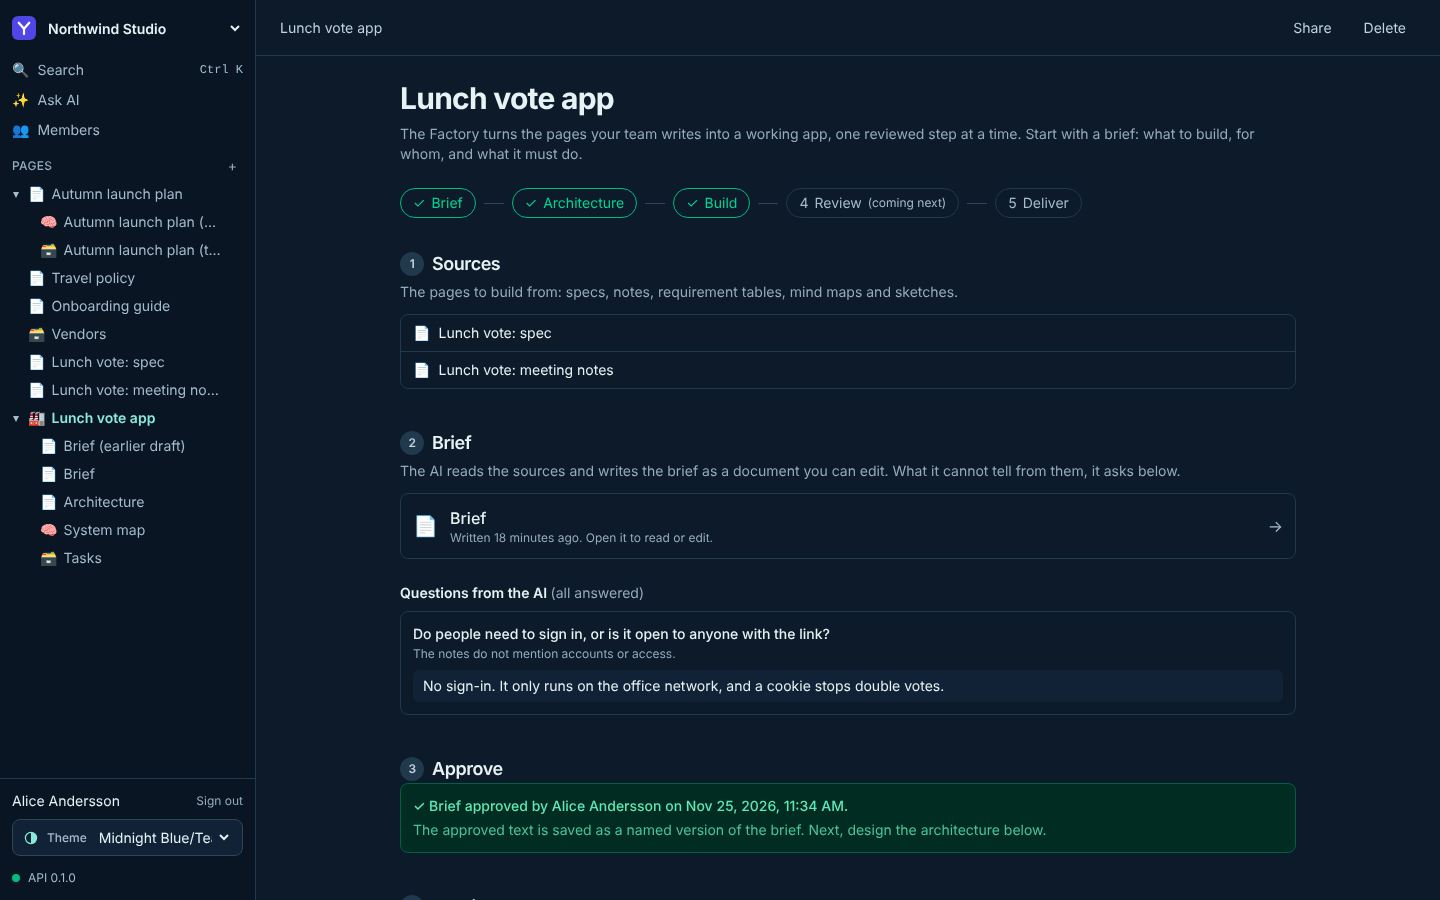 Northwind Studio
Search Ctrl K
Ask AI
Members
PAGES +
Autumn launch plan
Autumn launch plan (...
Autumn launch plan (t...
Travel policy
Onboarding guide
Vendors
Lunch vote: spec
Lunch vote: meeting no...
Lunch vote app
Brief (earlier draft)
Brief
Architecture
System map
Tasks
Alice Andersson Sign out
Theme Midnight Blue/Te
API 0.1.0
Lunch vote app Share Delete
Lunch vote app
The Factory turns the pages your team writes into a working app, one reviewed step at a time. Start with a brief: what to build, for
whom, and what it must do.
✓ Brief ✓ Architecture ✓ Build 4 Review (coming next) 5 Deliver
1 Sources
The pages to build from: specs, notes, requirement tables, mind maps and sketches.
Lunch vote: spec
Lunch vote: meeting notes
2 Brief
The AI reads the sources and writes the brief as a document you can edit. What it cannot tell from them, it asks below.
Brief
Written 18 minutes ago. Open it to read or edit. →
Questions from the AI (all answered)
Do people need to sign in, or is it open to anyone with the link?
The notes do not mention accounts or access.
No sign-in. It only runs on the office network, and a cookie stops double votes.
3 Approve
✓ Brief approved by Alice Andersson on Nov 25, 2026, 11:34 AM.
The approved text is saved as a named version of the brief. Next, design the architecture below.